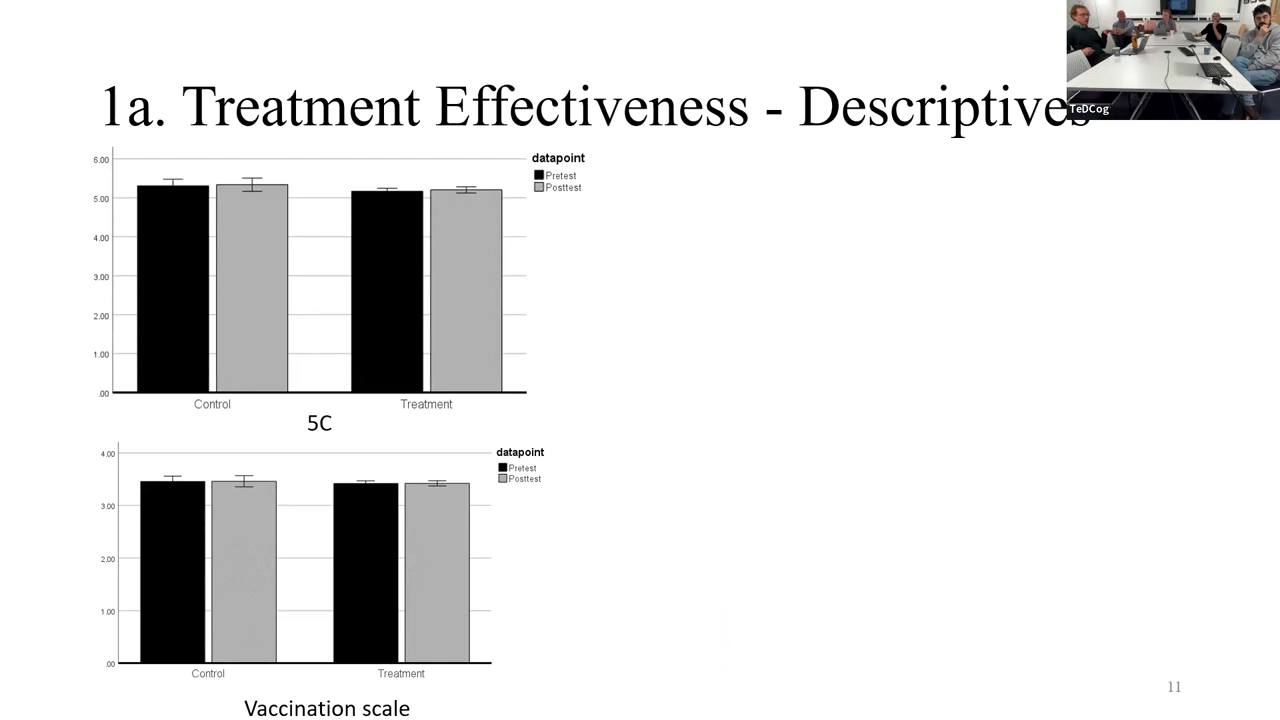 1a. Treatment Effectiveness - Descriptives
TeDCog
6.00
5.00
4.00
3.00
2.00
1.00
.00
Control
Treatment
datapoint
Pretest
Posttest
5C
4.00
3.00
2.00
1.00
.00
Control
Treatment
datapoint
Pretest
Posttest
Vaccination scale
11